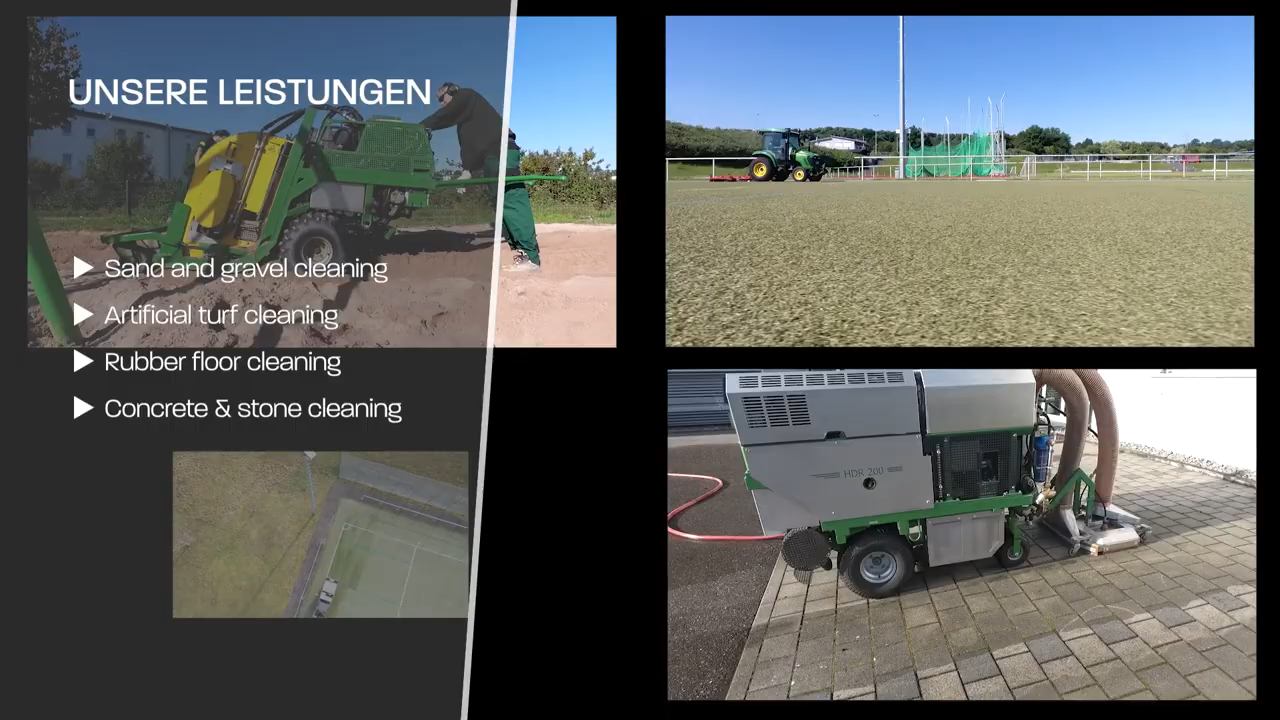 UNSERE LEISTUNGEN
Sand and gravel cleaning
Artificial turf cleaning
Rubber floor cleaning
Concrete & stone cleaning
HDR 200